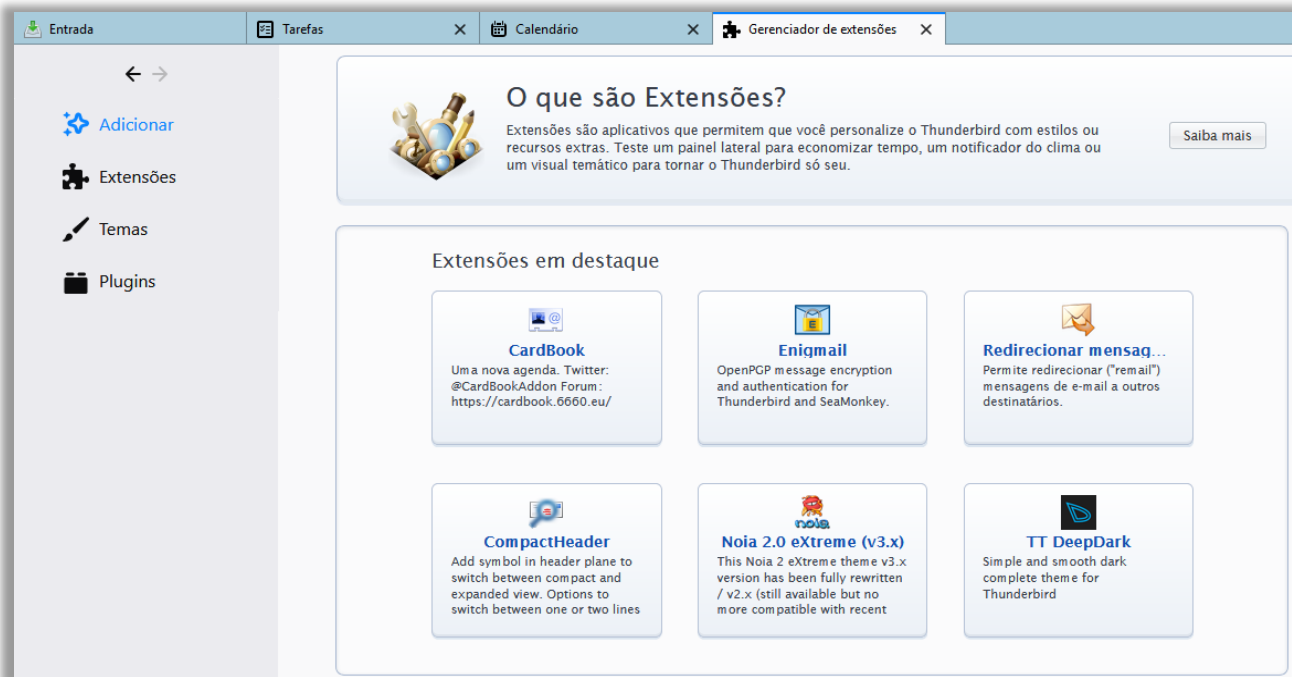 Entrada
Tarefas
Calendário
Gerenciador de extensões
Adicionar
Extensões
Temas
Plugins
O que são Extensões?
Extensões são aplicativos que permitem que você personalize o Thunderbird com estilos ou
recursos extras. Teste um painel lateral para economizar tempo, um notificador do clima ou
um visual temático para tornar o Thunderbird só seu.
Saiba mais
Extensões em destaque
CardBook
Uma nova agenda. Twitter:
@CardBookAddon Forum:
https://cardbook.6660.eu/
Enigmail
OpenPGP message encryption
and authentication for
Thunderbird and SeaMonkey.
Redirecionar mensag...
Permite redirecionar ("remail")
mensagens de e-mail a outros
destinatários.
CompactHeader
Add symbol in header plane to
switch between compact and
expanded view. Options to
switch between one or two lines
noia
Noia 2.0 eXtreme (v3.x)
This Noia 2 eXtreme theme v3.x
version has been fully rewritten
/ v2.x (still available but no
more compatible with recent
TT DeepDark
Simple and smooth dark
complete theme for
Thunderbird